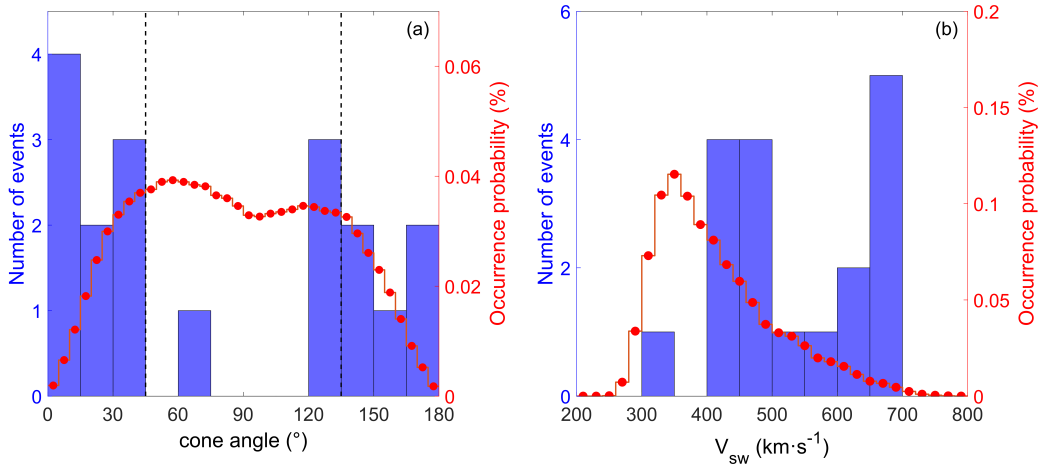 (a)
Number of events
4
3
2
1
0
0.06
0.04
0.02
0
Occurrence probability (%)
0 30 60 90 120 150 180
cone angle (°)
(b)
Number of events
6
4
2
0
0.2
0.15
0.1
0.05
0
Occurrence probability (%)
200 300 400 500 600 700 800
V_sw (km·s⁻¹)